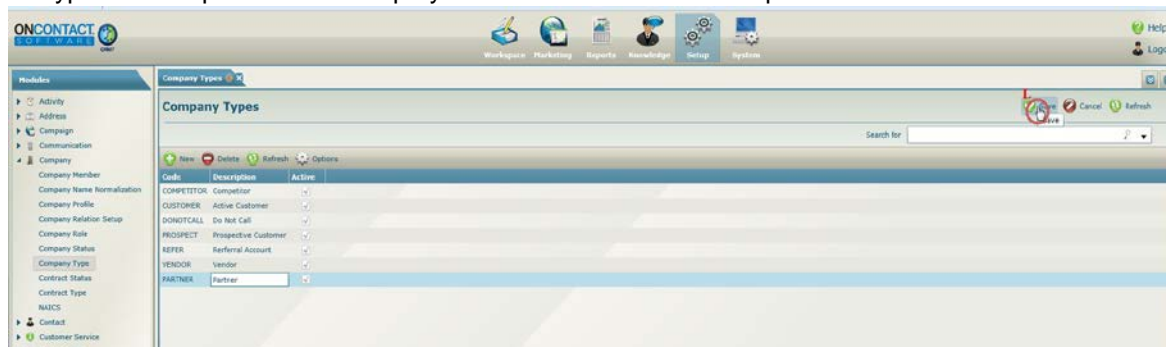 ONCONTACT
SOFTWARE
Workspace Marketing Reports Knowledge Setup System
Help
Modules
Company Types
Company Types
L
Save Cancel Refresh
Save
Search for
Activity
Address
Campaign
Communication
Company
Company Member
Company Name Normalization
Company Profile
Company Relation Setup
Company Role
Company Status
Company Type
Contract Status
Contract Type
NAICS
Contact
Customer Service
New Delete Refresh Options
Code Description Active
COMPETITOR Competitor
CUSTOMER Active Customer
DONOTCALL Do Not Call
PROSPECT Prospective Customer
REFER Rerferral Account
VENDOR Vendor
PARTNER Partner